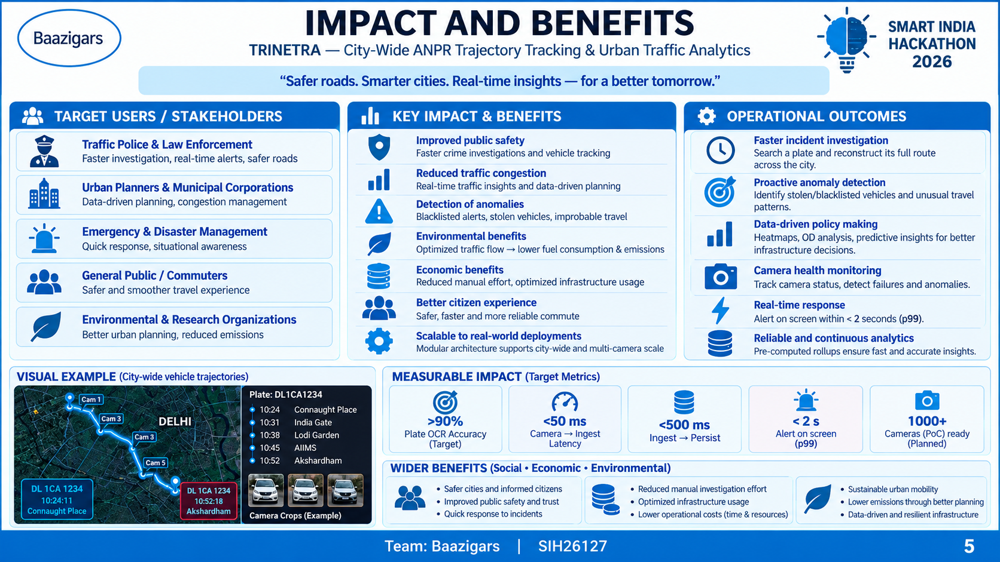 Baazigars
IMPACT AND BENEFITS
TRINETRA — City-Wide ANPR Trajectory Tracking & Urban Traffic Analytics
SMART INDIA
HACKATHON
2026
“Safer roads. Smarter cities. Real-time insights — for a better tomorrow.”
TARGET USERS / STAKEHOLDERS
Traffic Police & Law Enforcement
Faster investigation, real-time alerts, safer roads
Urban Planners & Municipal Corporations
Data-driven planning, congestion management
Emergency & Disaster Management
Quick response, situational awareness
General Public / Commuters
Safer and smoother travel experience
Environmental & Research Organizations
Better urban planning, reduced emissions
KEY IMPACT & BENEFITS
Improved public safety
Faster crime investigations and vehicle tracking
Reduced traffic congestion
Real-time traffic insights and data-driven planning
Detection of anomalies
Blacklisted alerts, stolen vehicles, improbable travel
Environmental benefits
Optimized traffic flow → lower fuel consumption & emissions
Economic benefits
Reduced manual effort, optimized infrastructure usage
Better citizen experience
Safer, faster and more reliable commute
Scalable to real-world deployments
Modular architecture supports city-wide and multi-camera scale
OPERATIONAL OUTCOMES
Faster incident investigation
Search a plate and reconstruct its full route
across the city.
Proactive anomaly detection
Identify stolen/blacklisted vehicles and unusual travel
patterns.
Data-driven policy making
Heatmaps, OD analysis, predictive insights for better
infrastructure decisions.
Camera health monitoring
Track camera status, detect failures and anomalies.
Real-time response
Alert on screen within < 2 seconds (p99).
Reliable and continuous analytics
Pre-computed rollups ensure fast and accurate insights.
VISUAL EXAMPLE (City-wide vehicle trajectories)
Cam 1
Cam 3
DELHI
Cam 3
Cam 5
DL 1CA 1234
10:24:11
Connaught Place
DL 1CA 1234
10:52:18
Akshardham
Plate: DL1CA1234
10:24 Connaught Place
10:31 India Gate
10:38 Lodi Garden
10:45 AIIMS
10:52 Akshardham
Camera Crops (Example)
MEASURABLE IMPACT (Target Metrics)
>90%
Plate OCR Accuracy
(Target)
<50 ms
Camera → Ingest
Latency
<500 ms
Ingest → Persist
< 2 s
Alert on screen
(p99)
1000+
Cameras (PoC) ready
(Planned)
WIDER BENEFITS (Social • Economic • Environmental)
• Safer cities and informed citizens
• Improved public safety and trust
• Quick response to incidents
• Reduced manual investigation effort
• Optimized infrastructure usage
• Lower operational costs (time & resources)
• Sustainable urban mobility
• Lower emissions through better planning
• Data-driven and resilient infrastructure
Team: Baazigars | SIH26127
5